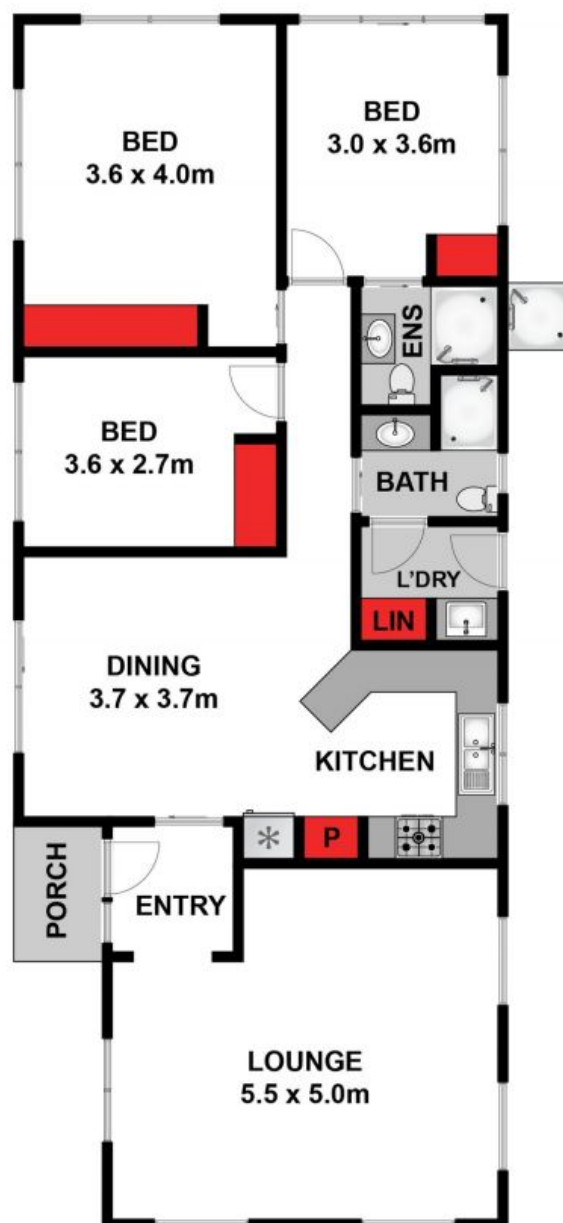 BED
3.6 x 4.0m
BED
3.0 x 3.6m
ENS
BED
3.6 x 2.7m
BATH
L'DRY
LIN
DINING
3.7 x 3.7m
KITCHEN
P
PORCH
ENTRY
LOUNGE
5.5 x 5.0m